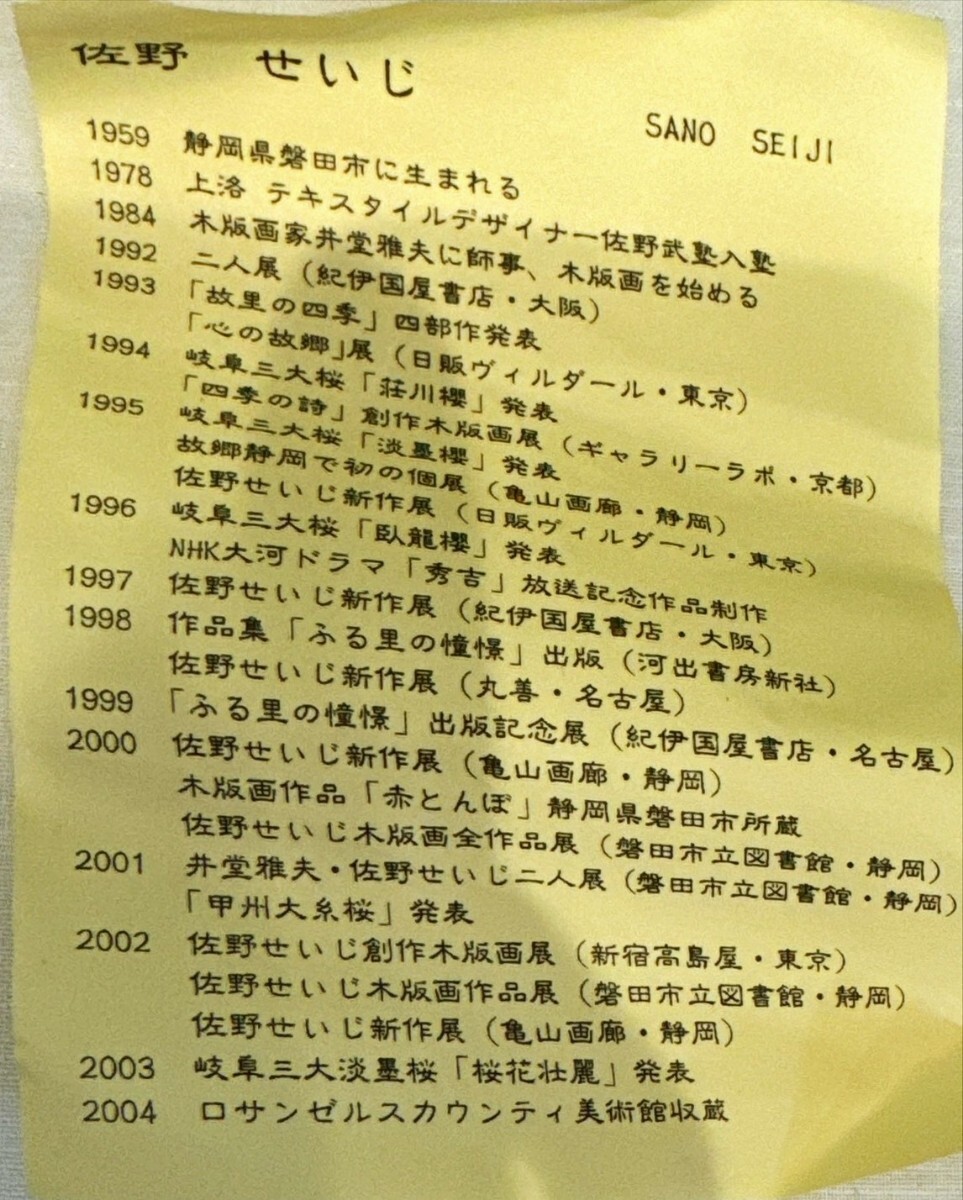 佐野 せいじ
SANO SEIJI
1959 静岡県磐田市に生まれる
1978 上洛 テキスタイルデザイナー佐野武塾入塾
1984 木版画家井堂雅夫に師事、木版画を始める
1992 二人展（紀伊国屋書店・大阪）
1993 「故里の四季」四部作発表
「心の故郷」展（日販ヴィルダール・東京）
1994 岐阜三大桜「荘川櫻」発表
「四季の詩」創作木版画展（ギャラリーラボ・京都）
1995 岐阜三大桜「淡墨櫻」発表
故郷静岡で初の個展（亀山画廊・静岡）
佐野せいじ新作展（日販ヴィルダール・東京）
1996 岐阜三大桜「臥龍櫻」発表
NHK大河ドラマ「秀吉」放送記念作品制作
1997 佐野せいじ新作展（紀伊国屋書店・大阪）
1998 作品集「ふる里の憧憬」出版（河出書房新社）
佐野せいじ新作展（丸善・名古屋）
1999 「ふる里の憧憬」出版記念展（紀伊国屋書店・名古屋）
2000 佐野せいじ新作展（亀山画廊・静岡）
木版画作品「赤とんぼ」静岡県磐田市所蔵
佐野せいじ木版画全作品展（磐田市立図書館・静岡）
2001 井堂雅夫・佐野せいじ二人展（磐田市立図書館・静岡）
「甲州大糸桜」発表
2002 佐野せいじ創作木版画展（新宿高島屋・東京）
佐野せいじ木版画作品展（磐田市立図書館・静岡）
佐野せいじ新作展（亀山画廊・静岡）
2003 岐阜三大淡墨桜「桜花壮麗」発表
2004 ロサンゼルスカウンティ美術館収蔵